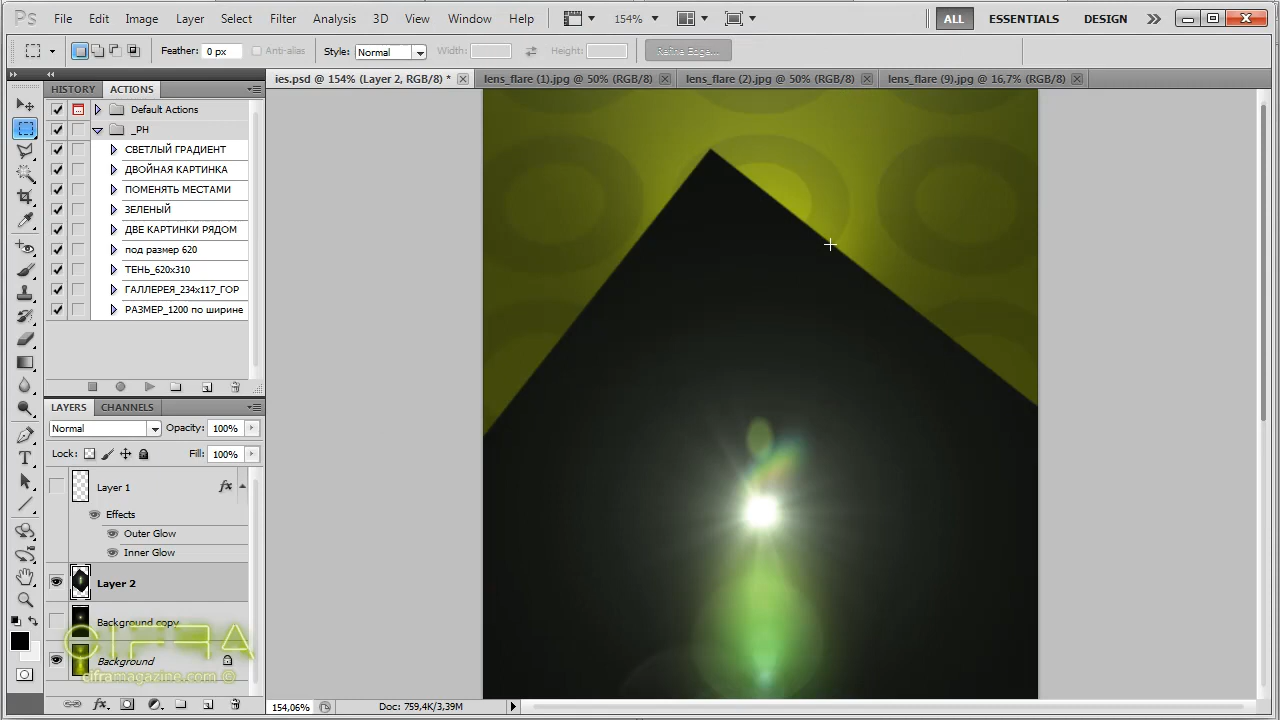 Ps File Edit Image Layer Select Filter Analysis 3D View Window Help 154% ALL ESSENTIALS DESIGN
Feather: 0 px Anti-alias Style: Normal Width: Height: Refine Edge...
HISTORY ACTIONS
ies.psd @ 154% (Layer 2, RGB/8) * lens_flare (1).jpg @ 50% (RGB/8) lens_flare (2).jpg @ 50% (RGB/8) lens_flare (9).jpg @ 16,7% (RGB/8)
Default Actions
_PH
СВЕТЛЫЙ ГРАДИЕНТ
ДВОЙНАЯ КАРТИНКА
ПОМЕНЯТЬ МЕСТАМИ
ЗЕЛЕНЫЙ
ДВЕ КАРТИНКИ РЯДОМ
под размер 620
ТЕНЬ_620x310
ГАЛЛЕРЕЯ_234x117_ГОР
РАЗМЕР_1200 по ширине
LAYERS CHANNELS
Normal Opacity: 100%
Lock: Fill: 100%
Layer 1 fx
Effects
Outer Glow
Inner Glow
Layer 2
Background copy
CIFRA
Background
ciframagazine.com ©
154,06% Doc: 759,4K/3,39M